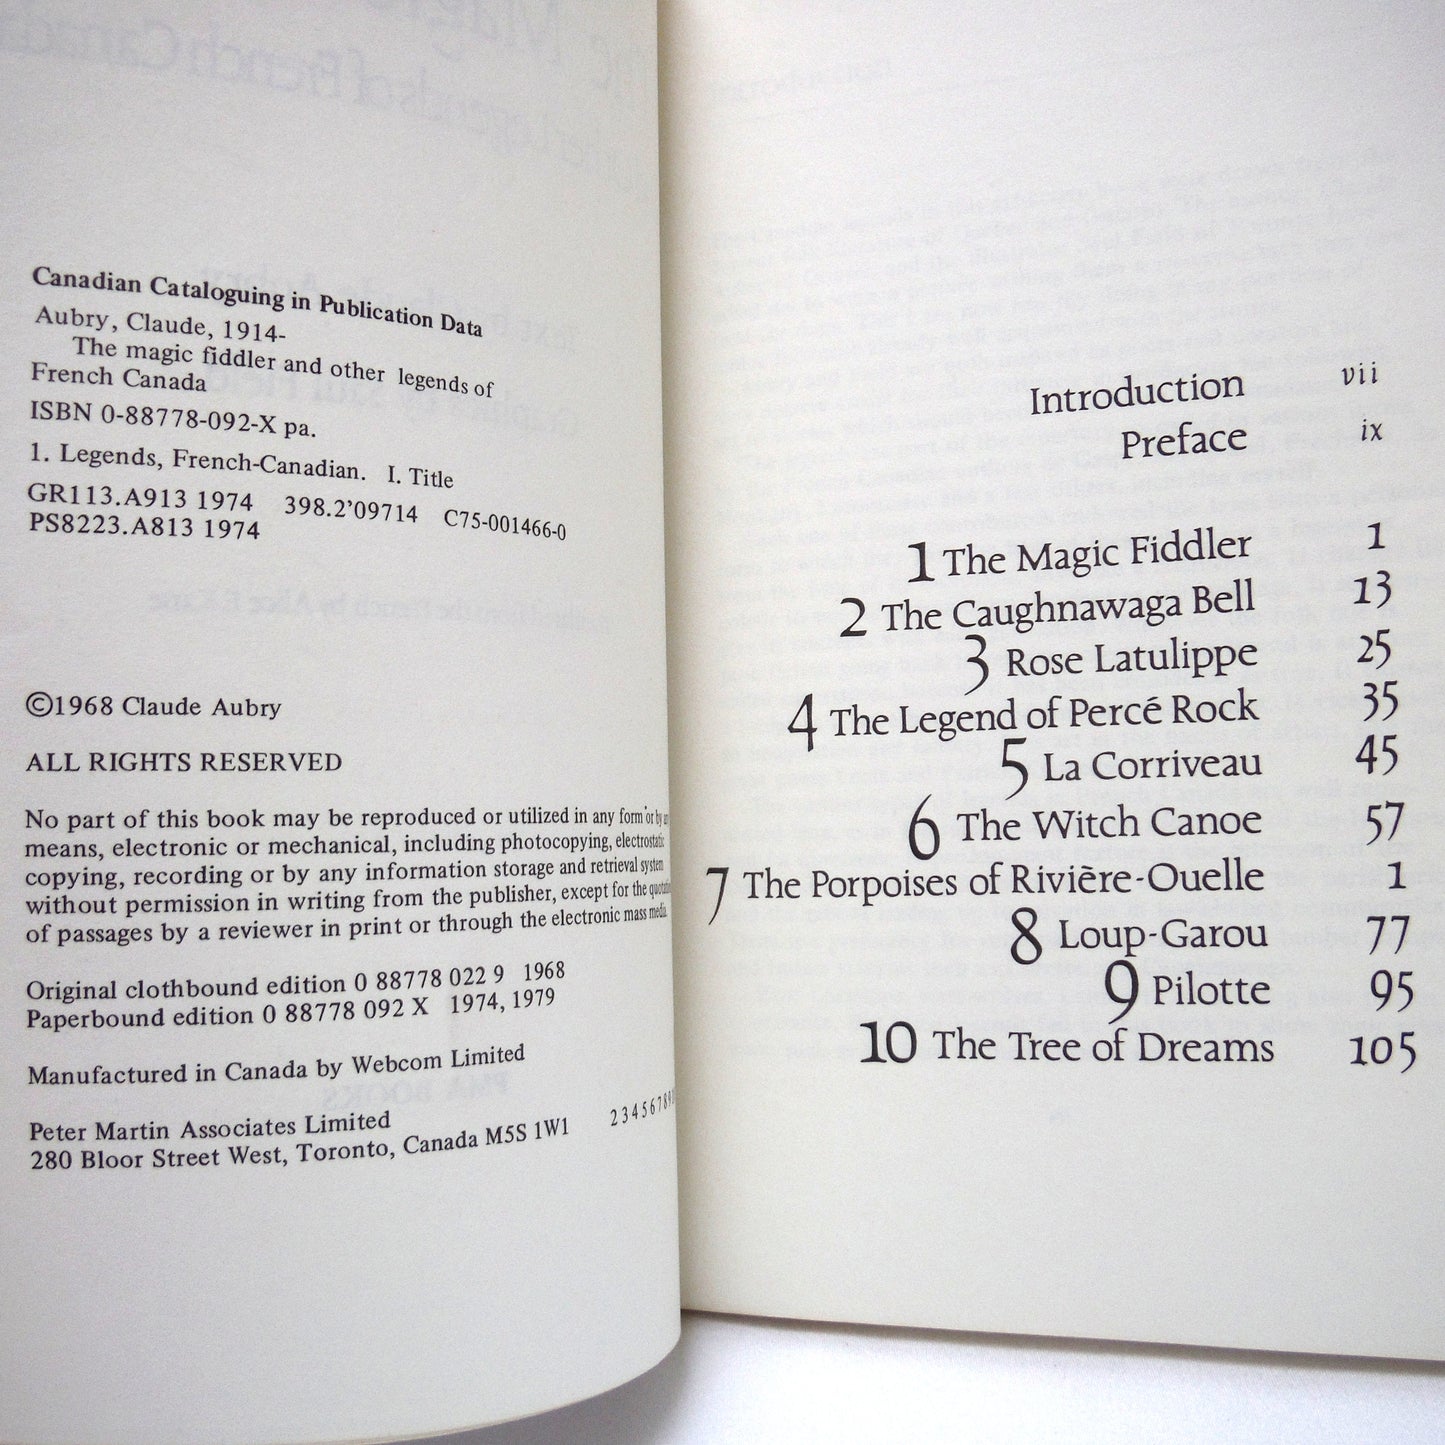 Canadian Cataloguing in Publication Data
Aubry, Claude, 1914-
The magic fiddler and other legends of
French Canada
ISBN 0-88778-092-X pa.
1. Legends, French-Canadian. I. Title
GR113.A913 1974 398.2'09714 C75-001466-0
PS8223.A813 1974
©1968 Claude Aubry
ALL RIGHTS RESERVED
No part of this book may be reproduced or utilized in any form or by any
means, electronic or mechanical, including photocopying, electrostatic
copying, recording or by any information storage and retrieval system
without permission in writing from the publisher, except for the quotation
of passages by a reviewer in print or through the electronic mass media.
Original clothbound edition 0 88778 022 9 1968
Paperbound edition 0 88778 092 X 1974, 1979
Manufactured in Canada by Webcom Limited
Peter Martin Associates Limited
280 Bloor Street West, Toronto, Canada M5S 1W1 23456789
Introduction vii
Preface ix
1 The Magic Fiddler 1
2 The Caughnawaga Bell 13
3 Rose Latulippe 25
4 The Legend of Percé Rock 35
5 La Corriveau 45
6 The Witch Canoe 57
7 The Porpoises of Rivière-Ouelle 1
8 Loup-Garou 77
9 Pilotte 95
10 The Tree of Dreams 105